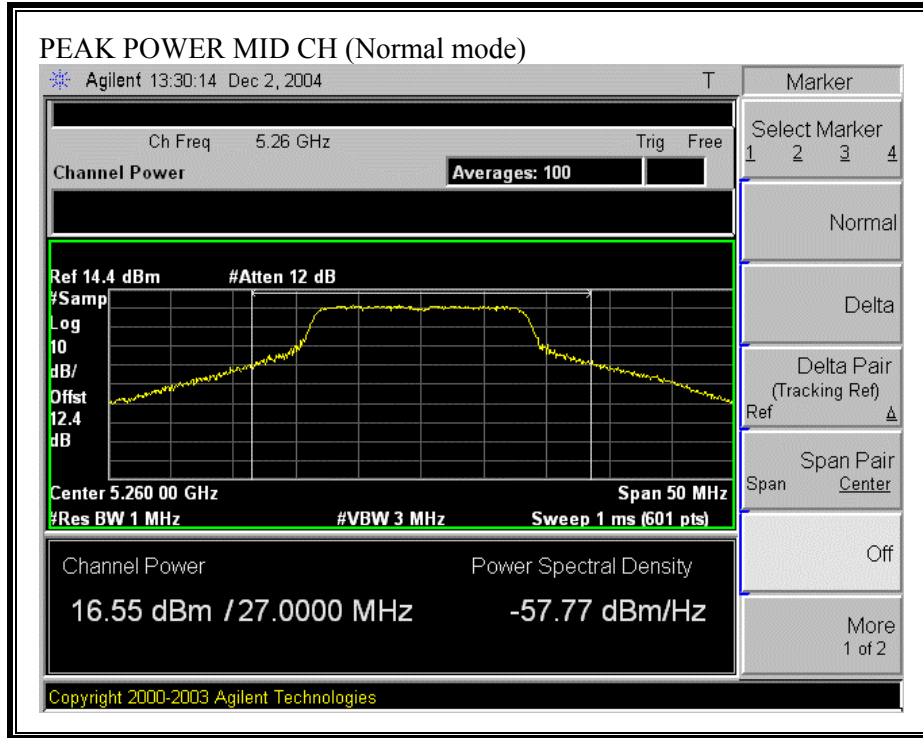 PEAK POWER MID CH (Normal mode)
Agilent 13:30:14 Dec 2, 2004 T
Ch Freq 5.26 GHz Trig Free
Channel Power Averages: 100
Ref 14.4 dBm #Atten 12 dB
#Samp
Log
10
dB/
Offst
12.4
dB
Center 5.260 00 GHz Span 50 MHz
#Res BW 1 MHz #VBW 3 MHz Sweep 1 ms (601 pts)
Channel Power Power Spectral Density
16.55 dBm / 27.0000 MHz -57.77 dBm/Hz
Copyright 2000-2003 Agilent Technologies
Marker
Select Marker
1 2 3 4
Normal
Delta
Delta Pair
(Tracking Ref)
Ref Δ
Span Pair
Span Center
Off
More
1 of 2